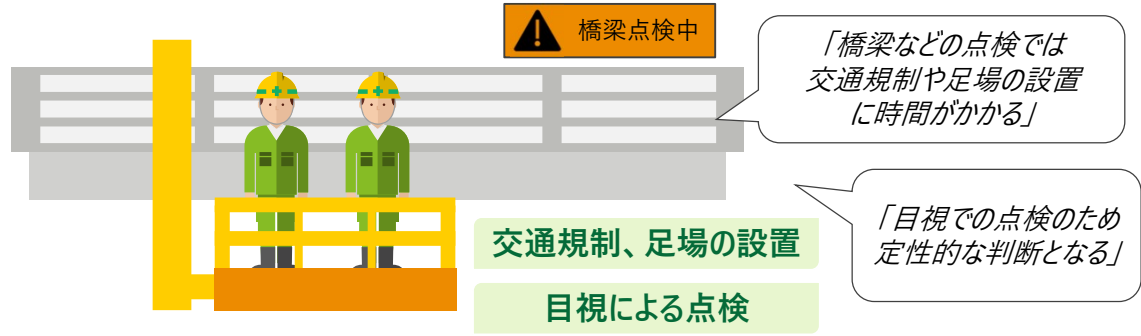 橋梁点検中
「橋梁などの点検では
交通規制や足場の設置
に時間がかかる」
「目視での点検のため
定性的な判断となる」
交通規制、足場の設置
目視による点検